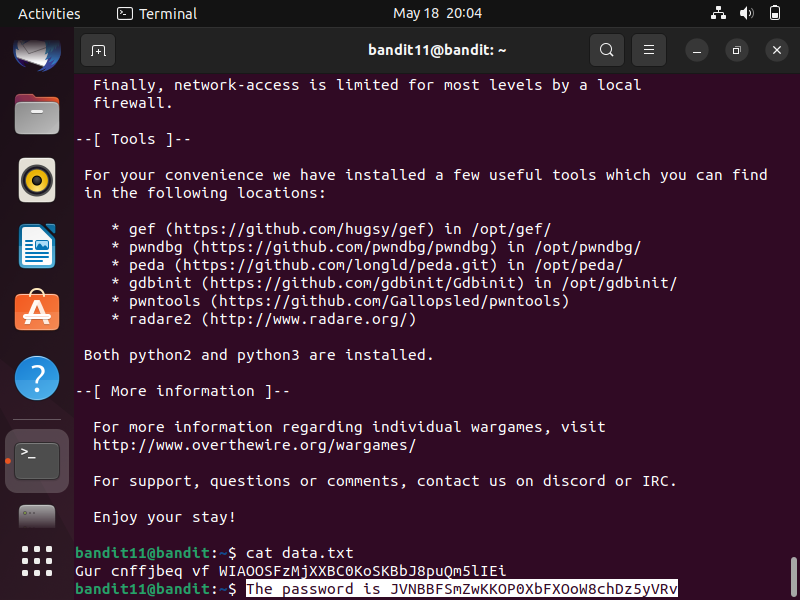 Activities
Terminal
May 18 20:04
bandit11@bandit: ~
Finally, network-access is limited for most levels by a local
firewall.
--[ Tools ]--
For your convenience we have installed a few useful tools which you can find
in the following locations:
* gef (https://github.com/hugsy/gef) in /opt/gef/
* pwndbg (https://github.com/pwndbg/pwndbg) in /opt/pwndbg/
* peda (https://github.com/longld/peda.git) in /opt/peda/
* gdbinit (https://github.com/gdbinit/Gdbinit) in /opt/gdbinit/
* pwntools (https://github.com/Gallopsled/pwntools)
* radare2 (http://www.radare.org/)
Both python2 and python3 are installed.
--[ More information ]--
For more information regarding individual wargames, visit
http://www.overthewire.org/wargames/
For support, questions or comments, contact us on discord or IRC.
Enjoy your stay!
bandit11@bandit:~$ cat data.txt
Gur cnffjbeq vf WIAOOSFzMjXXBC0KoSKBbJ8puQm5lIEi
bandit11@bandit:~$ The password is JVNBBFSmZwKKOP0XbFXOoW8chDz5yVRv